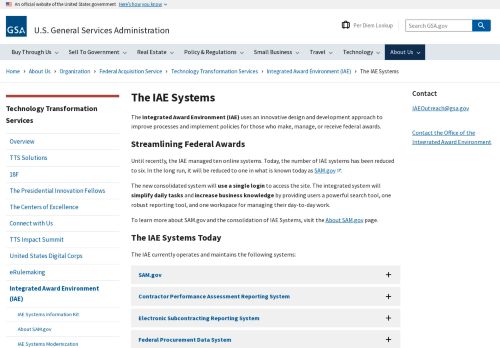 An official website of the United States government Here's how you know
GSA U.S. General Services Administration
Per Diem Lookup
Search GSA.gov
Buy Through Us Sell To Government Real Estate Policy & Regulations Small Business Travel Technology About Us
Home › About Us › Organization › Federal Acquisition Service › Technology Transformation Services › Integrated Award Environment (IAE) › The IAE Systems
Technology Transformation
Services
Overview
TTS Solutions
18F
The Presidential Innovation Fellows
The Centers of Excellence
Connect with Us
TTS Impact Summit
United States Digital Corps
eRulemaking
Integrated Award Environment
(IAE)
IAE Systems Information Kit
About SAM.gov
IAE Systems Modernization
The IAE Systems
The Integrated Award Environment (IAE) uses an innovative design and development approach to
improve processes and implement policies for those who make, manage, or receive federal awards.
Streamlining Federal Awards
Until recently, the IAE managed ten online systems. Today, the number of IAE systems has been reduced
to six. In the long run, it will be reduced to one in what is known today as SAM.gov.
The new consolidated system will use a single login to access the site. The integrated system will
simplify daily tasks and increase business knowledge by providing users a powerful search tool, one
robust reporting tool, and one workspace for managing their day-to-day work.
To learn more about SAM.gov and the consolidation of IAE Systems, visit the About SAM.gov page.
The IAE Systems Today
The IAE currently operates and maintains the following systems:
SAM.gov +
Contractor Performance Assessment Reporting System +
Electronic Subcontracting Reporting System +
Federal Procurement Data System +
Contact
IAEOutreach@gsa.gov
Contact the Office of the
Integrated Award Environment